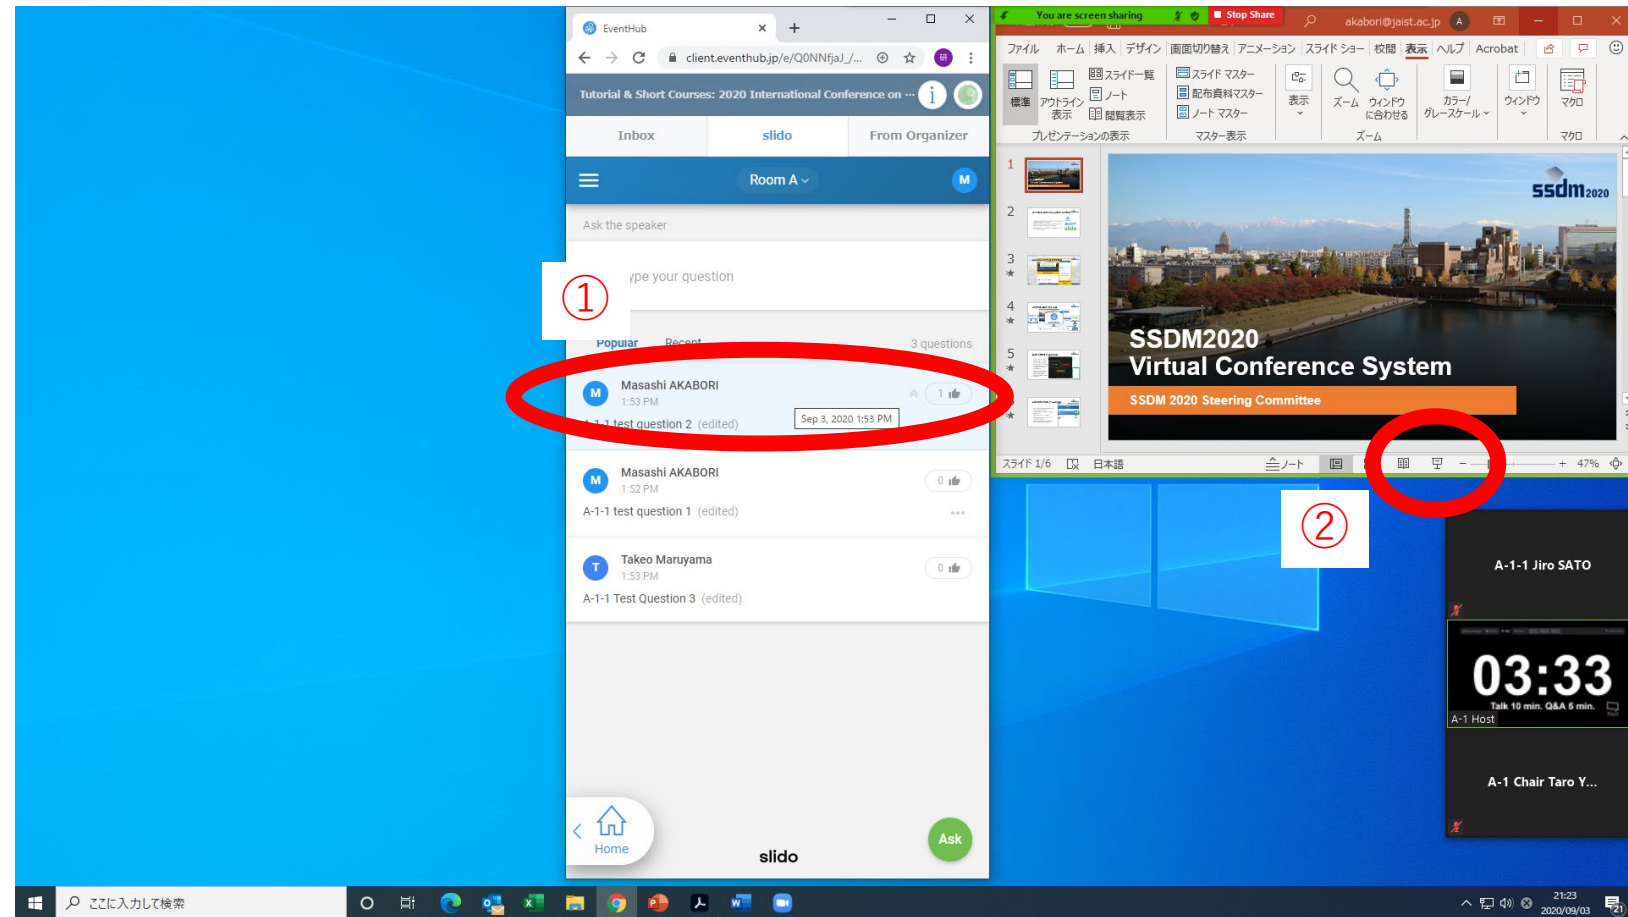 EventHub
client.eventhub.jp/e/Q0NNfjaJ_/...
Tutorial & Short Courses: 2020 International Conference on ...
Inbox
slido
From Organizer
Room A
M
Ask the speaker
ype your question
①
Popular
Recent
3 questions
M
Masashi AKABORI
1:53 PM
1
Sep 3, 2020 1:53 PM
A-1-1 test question 2 (edited)
M
Masashi AKABORI
1:52 PM
0
A-1-1 test question 1 (edited)
T
Takeo Maruyama
1:53 PM
0
A-1-1 Test Question 3 (edited)
Home
slido
Ask
You are screen sharing
Stop Share
akabori@jaist.ac.jp
A
ファイル ホーム 挿入 デザイン 画面切り替え アニメーション スライド ショー 校閲 表示 ヘルプ Acrobat
標準
アウトライン
表示
スライド一覧
ノート
閲覧表示
プレゼンテーションの表示
スライド マスター
配布資料マスター
ノート マスター
マスター表示
表示
ズーム
ウィンドウ
に合わせる
ズーム
カラー/
グレースケール
ウィンドウ
マクロ
マクロ
1
2
3
4
5
ssdm2020
SSDM2020
Virtual Conference System
SSDM 2020 Steering Committee
スライド 1/6
日本語
ノート
47%
②
A-1-1 Jiro SATO
03:33
Talk 10 min. Q&A 5 min.
A-1 Host
A-1 Chair Taro Y...
ここに入力して検索
21:23
2020/09/03
21